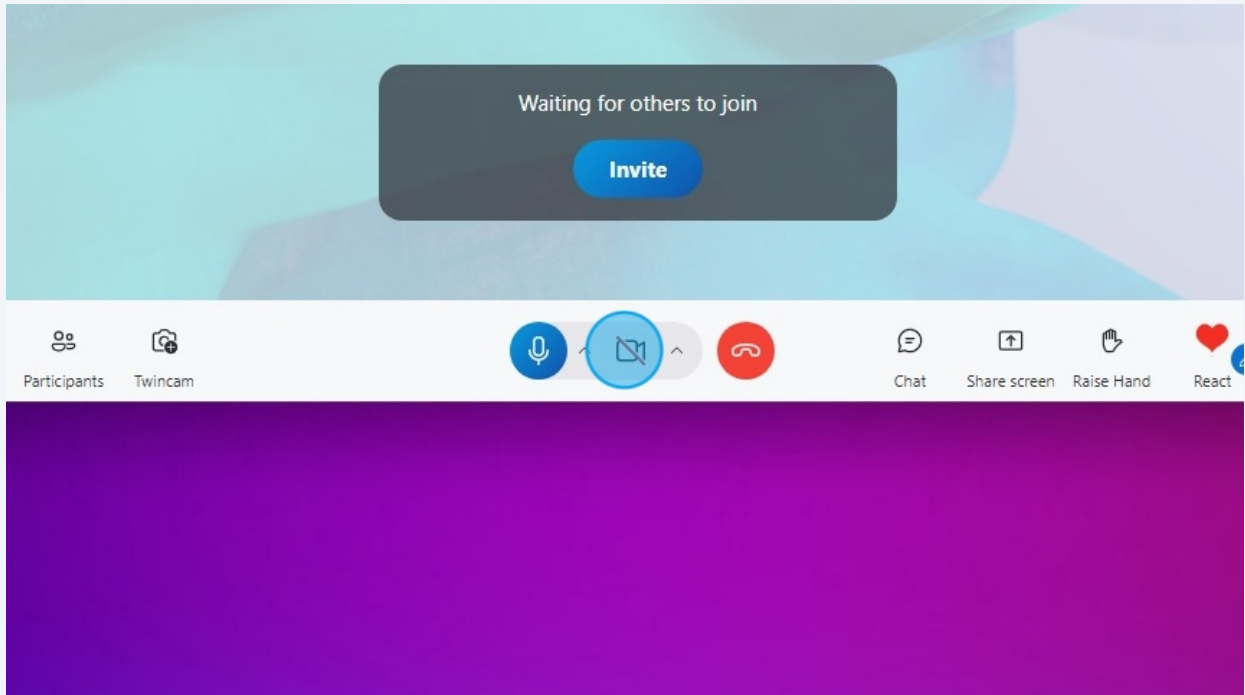 Waiting for others to join
Invite
Participants Twincam Chat Share screen Raise Hand React